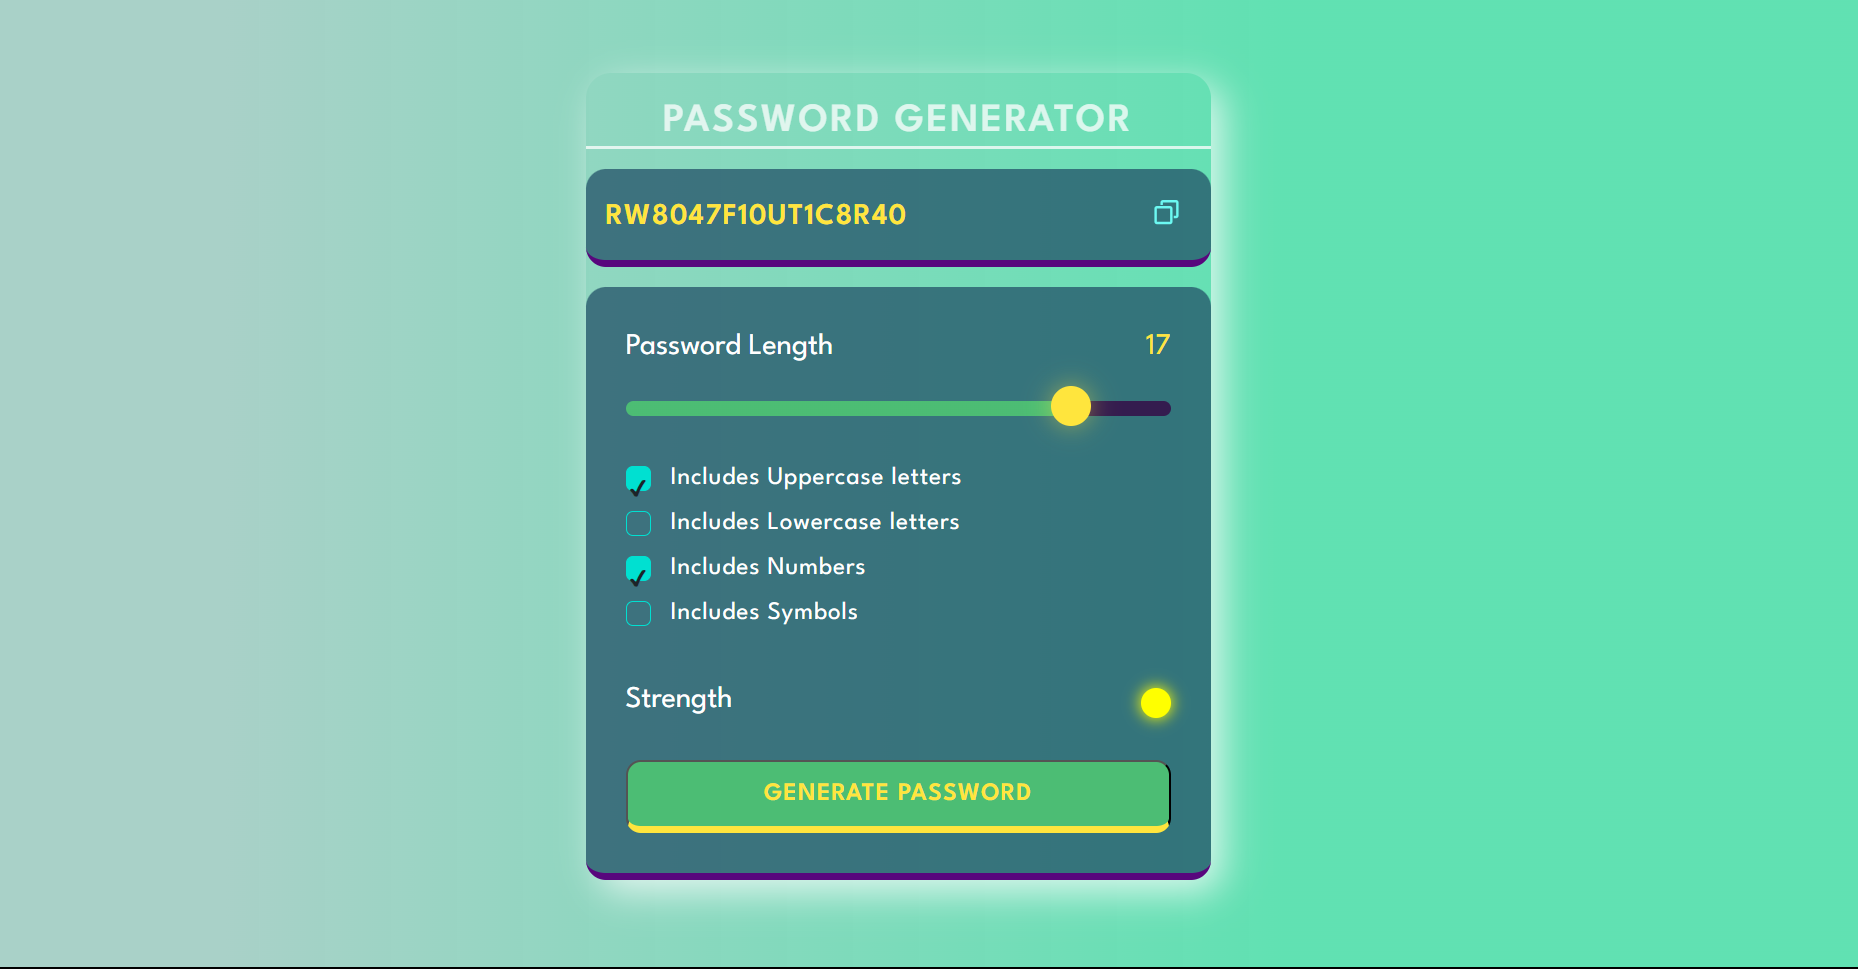 PASSWORD GENERATOR
RW8047F10UT1C8R40
Password Length 17
Includes Uppercase letters
Includes Lowercase letters
Includes Numbers
Includes Symbols
Strength
GENERATE PASSWORD